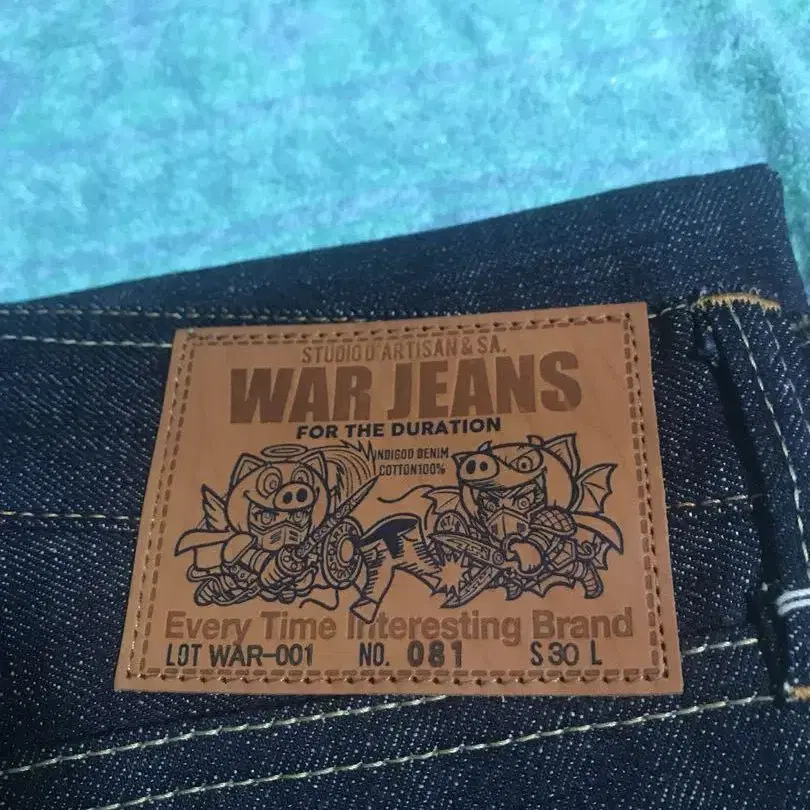 STUDIO D'ARTISAN & SA.
WAR JEANS
FOR THE DURATION
INDIGOD DENIM
COTTON100%
Every Time Interesting Brand
LOT WAR-001 NO. 081 S 30 L